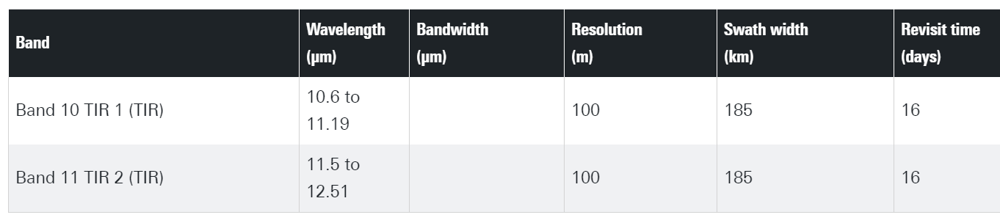 Band Wavelength (μm) Bandwidth (μm) Resolution (m) Swath width (km) Revisit time (days)
Band 10 TIR 1 (TIR) 10.6 to 11.19 100 185 16
Band 11 TIR 2 (TIR) 11.5 to 12.51 100 185 16